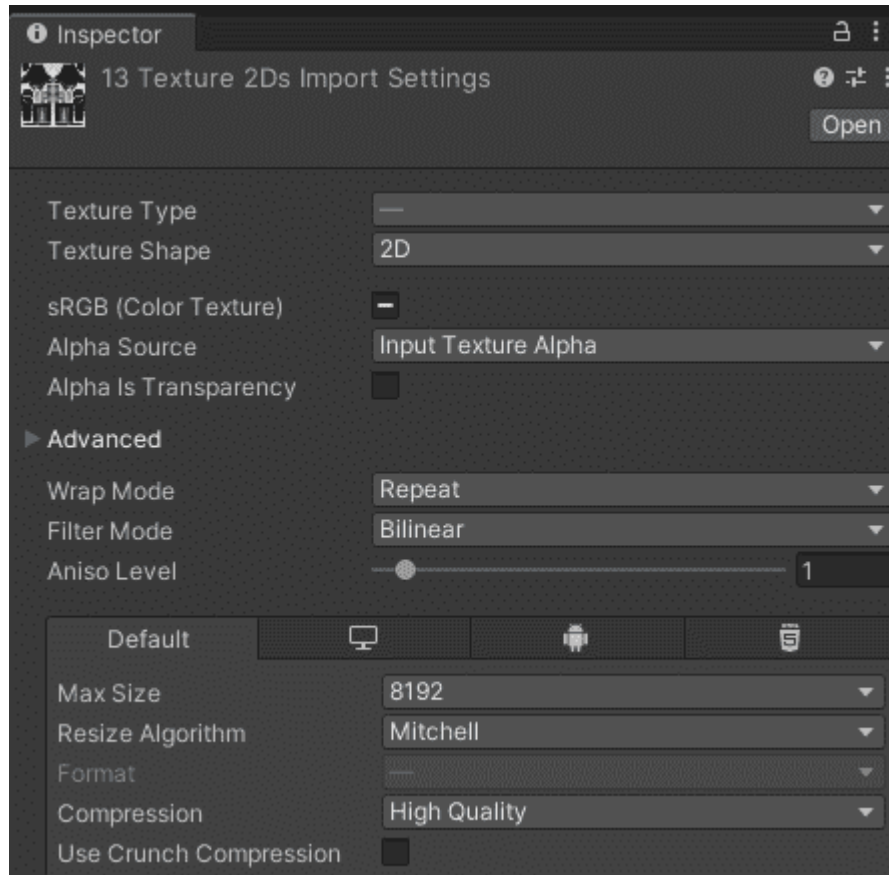 Inspector
13 Texture 2Ds Import Settings
Open
Texture Type —
Texture Shape 2D
sRGB (Color Texture)
Alpha Source Input Texture Alpha
Alpha Is Transparency
Advanced
Wrap Mode Repeat
Filter Mode Bilinear
Aniso Level 1
Default
Max Size 8192
Resize Algorithm Mitchell
Format —
Compression High Quality
Use Crunch Compression